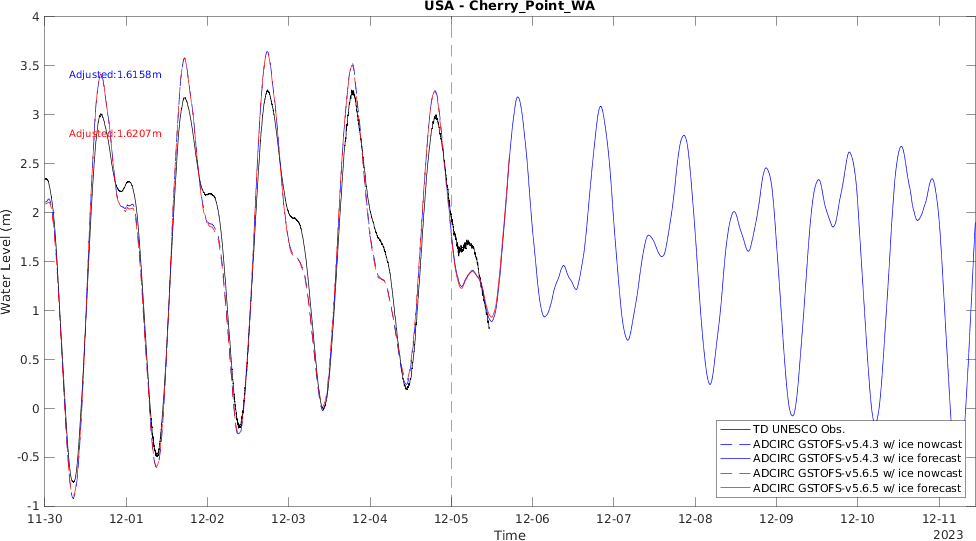 USA - Cherry_Point_WA
4
3.5
3
2.5
2
1.5
1
0.5
0
-0.5
-1
Water Level (m)
Adjusted:1.6158m
Adjusted:1.6207m
TD UNESCO Obs.
ADCIRC GSTOFS-v5.4.3 w/ ice nowcast
ADCIRC GSTOFS-v5.4.3 w/ ice forecast
ADCIRC GSTOFS-v5.6.5 w/ ice nowcast
ADCIRC GSTOFS-v5.6.5 w/ ice forecast
11-30 12-01 12-02 12-03 12-04 12-05 12-06 12-07 12-08 12-09 12-10 12-11
Time 2023